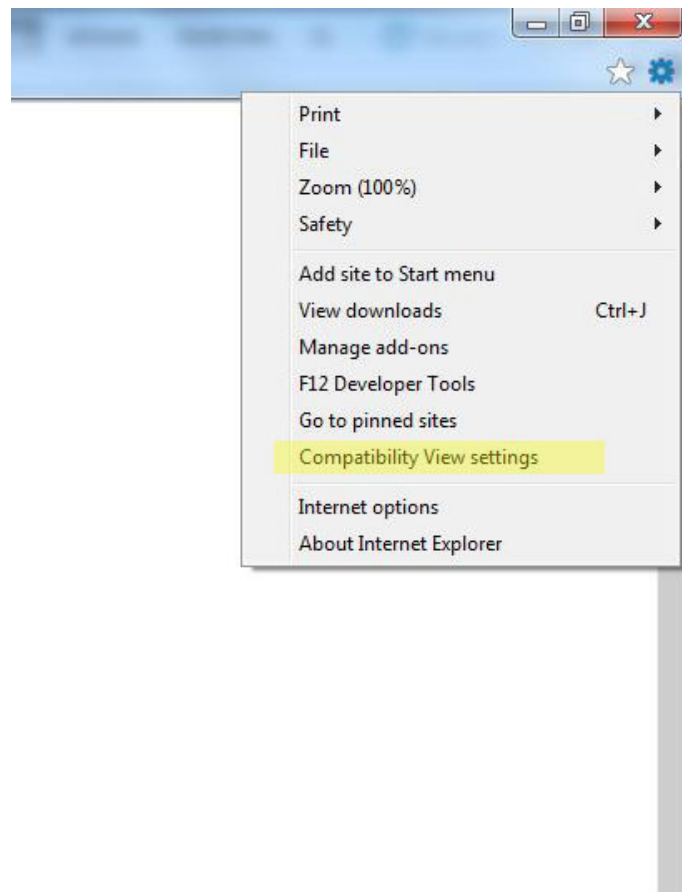 Print
File
Zoom (100%)
Safety
Add site to Start menu
View downloads Ctrl+J
Manage add-ons
F12 Developer Tools
Go to pinned sites
Compatibility View settings
Internet options
About Internet Explorer